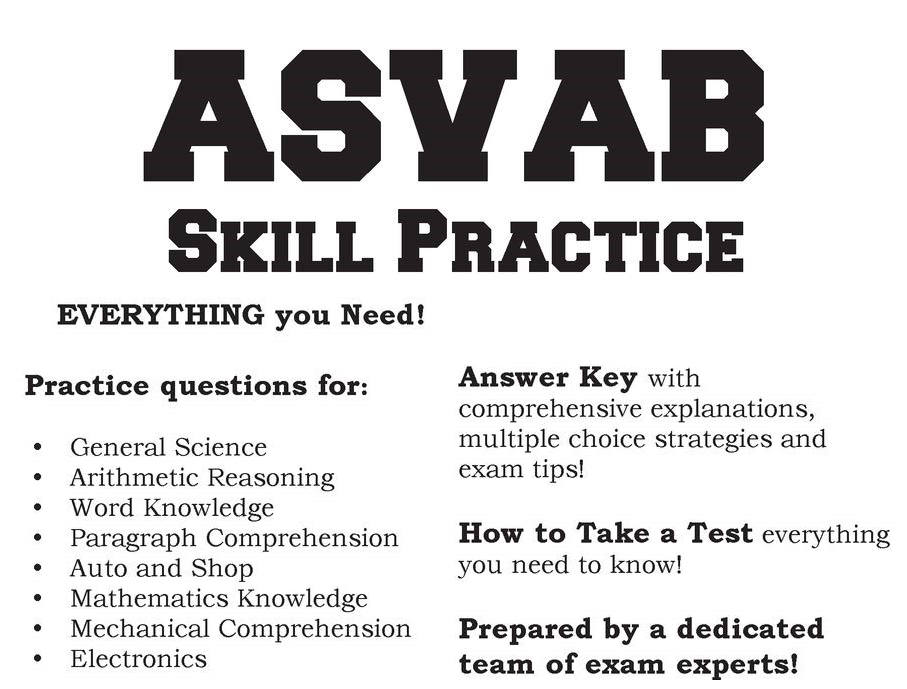 ASVAB
SKILL PRACTICE
EVERYTHING you Need!
Practice questions for:
• General Science
• Arithmetic Reasoning
• Word Knowledge
• Paragraph Comprehension
• Auto and Shop
• Mathematics Knowledge
• Mechanical Comprehension
• Electronics
Answer Key with
comprehensive explanations,
multiple choice strategies and
exam tips!
How to Take a Test everything
you need to know!
Prepared by a dedicated
team of exam experts!